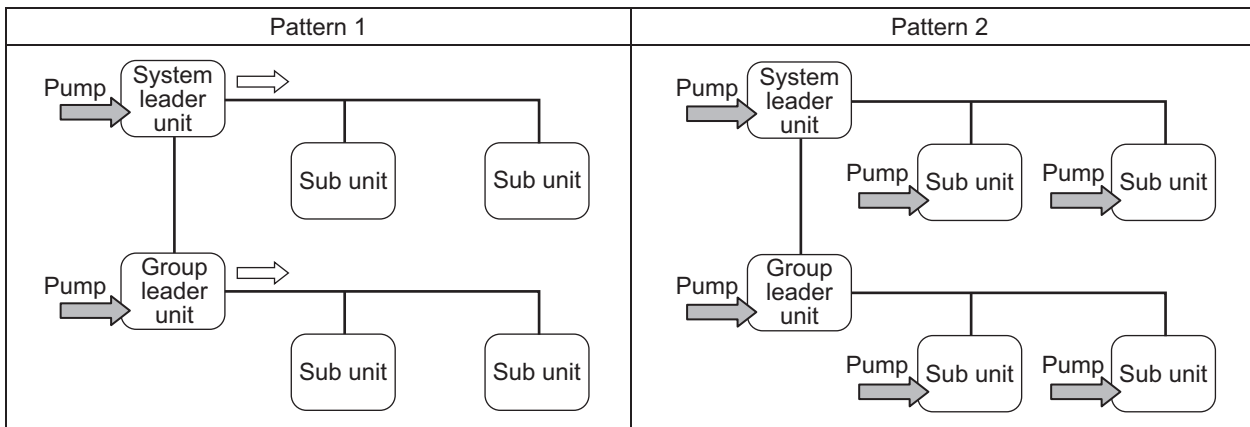 Pattern 1
Pump
System
leader
unit
Sub unit
Sub unit
Pump
Group
leader
unit
Sub unit
Sub unit
Pattern 2
Pump
System
leader
unit
Pump
Sub unit
Pump
Sub unit
Pump
Group
leader
unit
Pump
Sub unit
Pump
Sub unit